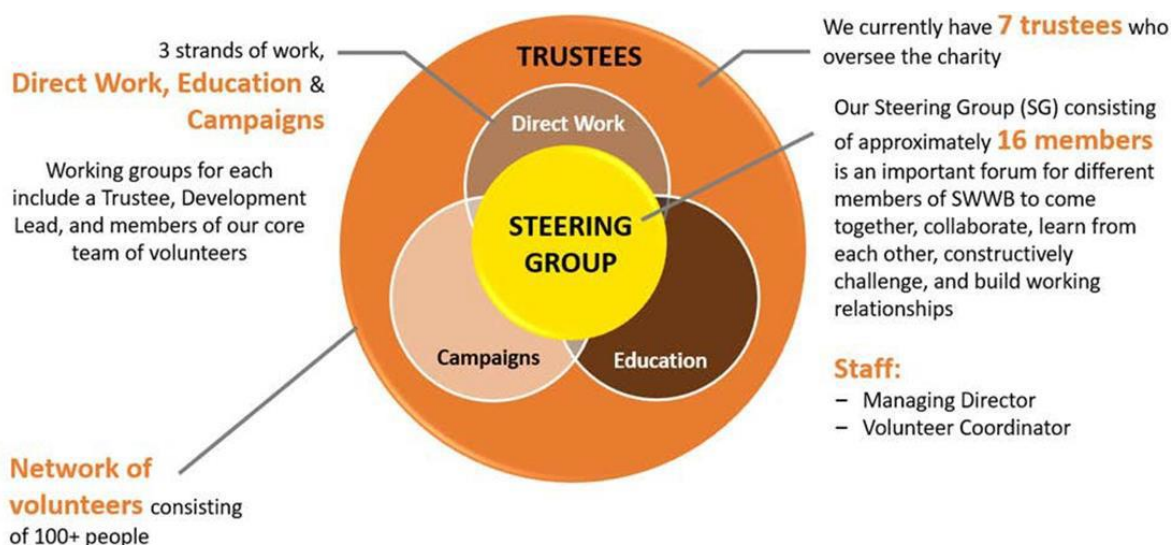 3 strands of work,
Direct Work, Education &
Campaigns
Working groups for each
include a Trustee, Development
Lead, and members of our core
team of volunteers
Network of
volunteers consisting
of 100+ people
TRUSTEES
Direct Work
STEERING
GROUP
Campaigns
Education
We currently have 7 trustees who
oversee the charity
Our Steering Group (SG) consisting
of approximately 16 members
is an important forum for different
members of SWWB to come
together, collaborate, learn from
each other, constructively
challenge, and build working
relationships
Staff:
– Managing Director
– Volunteer Coordinator